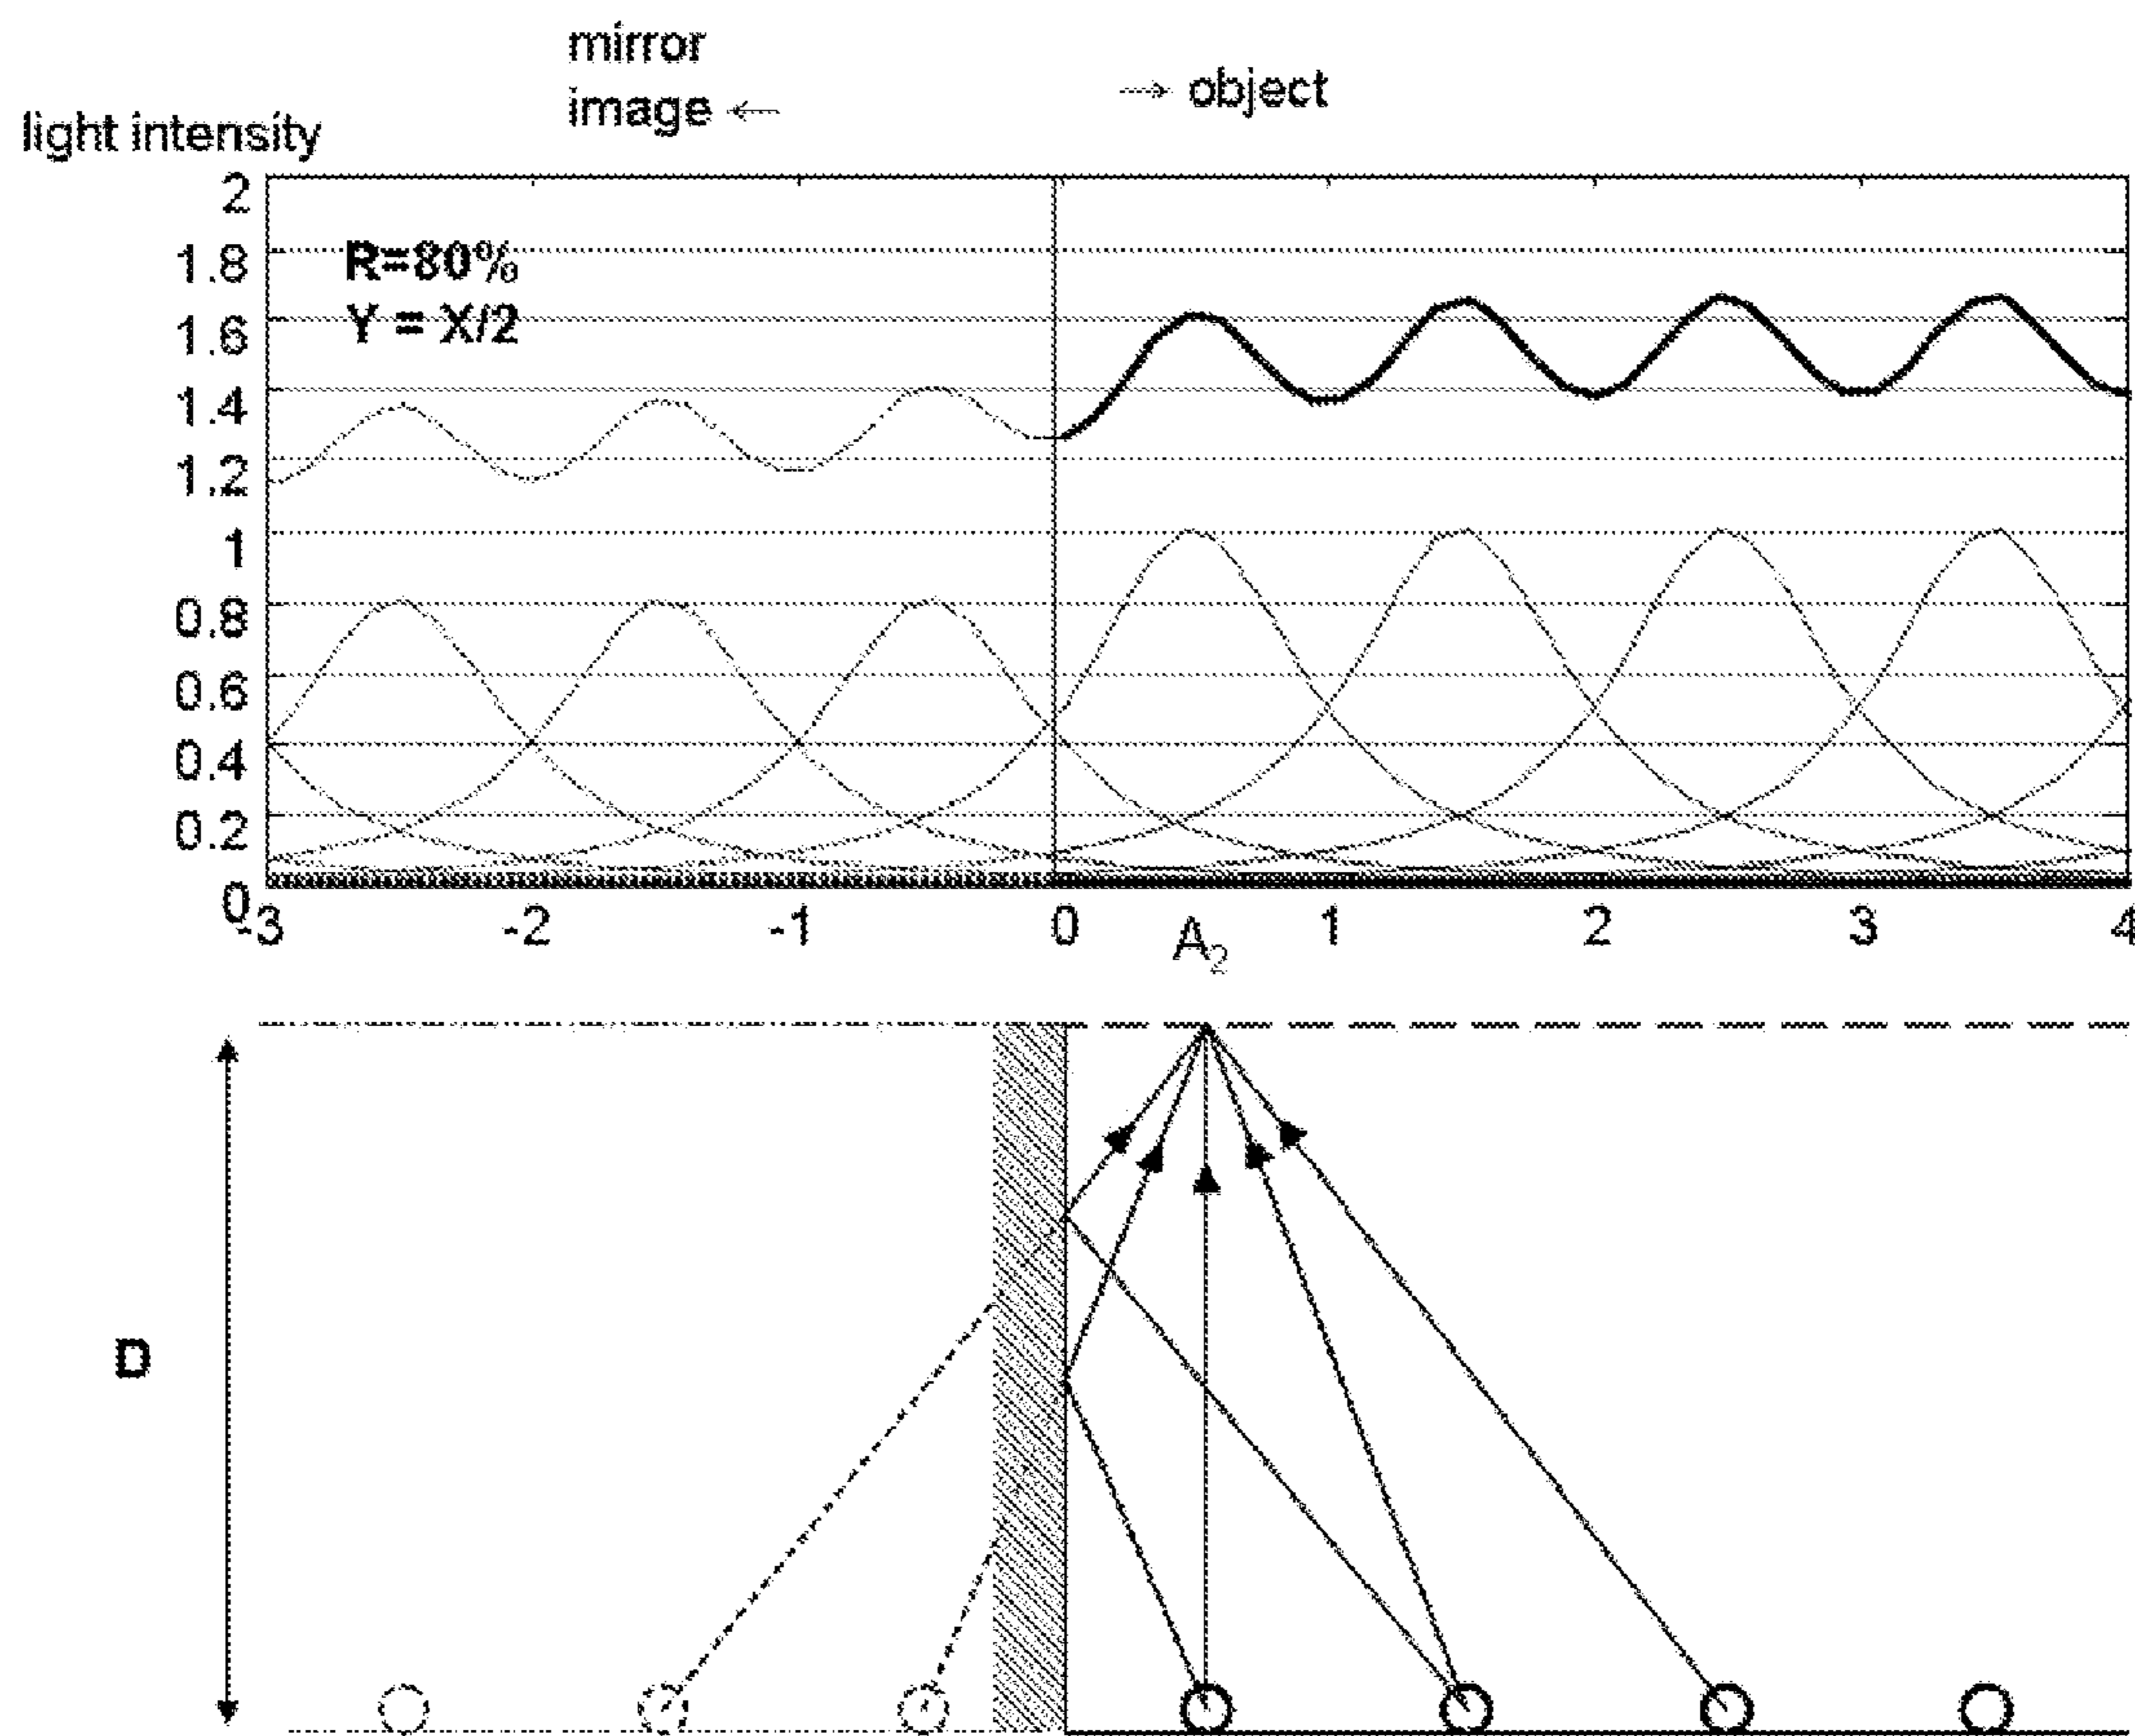 mirror
image ← → object
light intensity
2
1.8
1.6
1.4
1.2
1
0.8
0.6
0.4
0.2
0
R=80%
Y = X/2
-3 -2 -1 0 A₂ 1 2 3 4
D